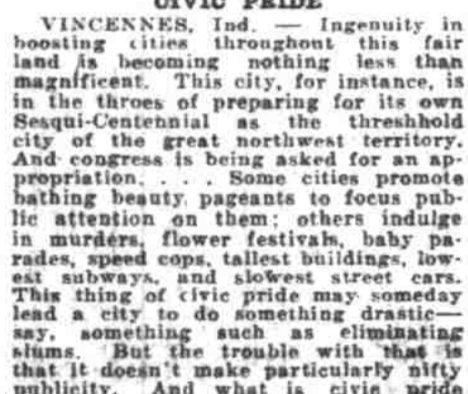 CIVIC PRIDE
VINCENNES, Ind. — Ingenuity in
boosting cities throughout this fair
land is becoming nothing less than
magnificent. This city, for instance, is
in the throes of preparing for its own
Sesqui-Centennial as the threshhold
city of the great northwest territory.
And congress is being asked for an ap-
propriation. . . . Some cities promote
bathing beauty pageants to focus pub-
lic attention on them; others indulge
in murders, flower festivals, baby pa-
rades, speed cops, tallest buildings, low-
est subways, and slowest street cars.
This thing of civic pride may someday
lead a city to do something drastic—
say, something such as eliminating
slums. But the trouble with that is
that it doesn't make particularly nifty
publicity. And what is civic pride